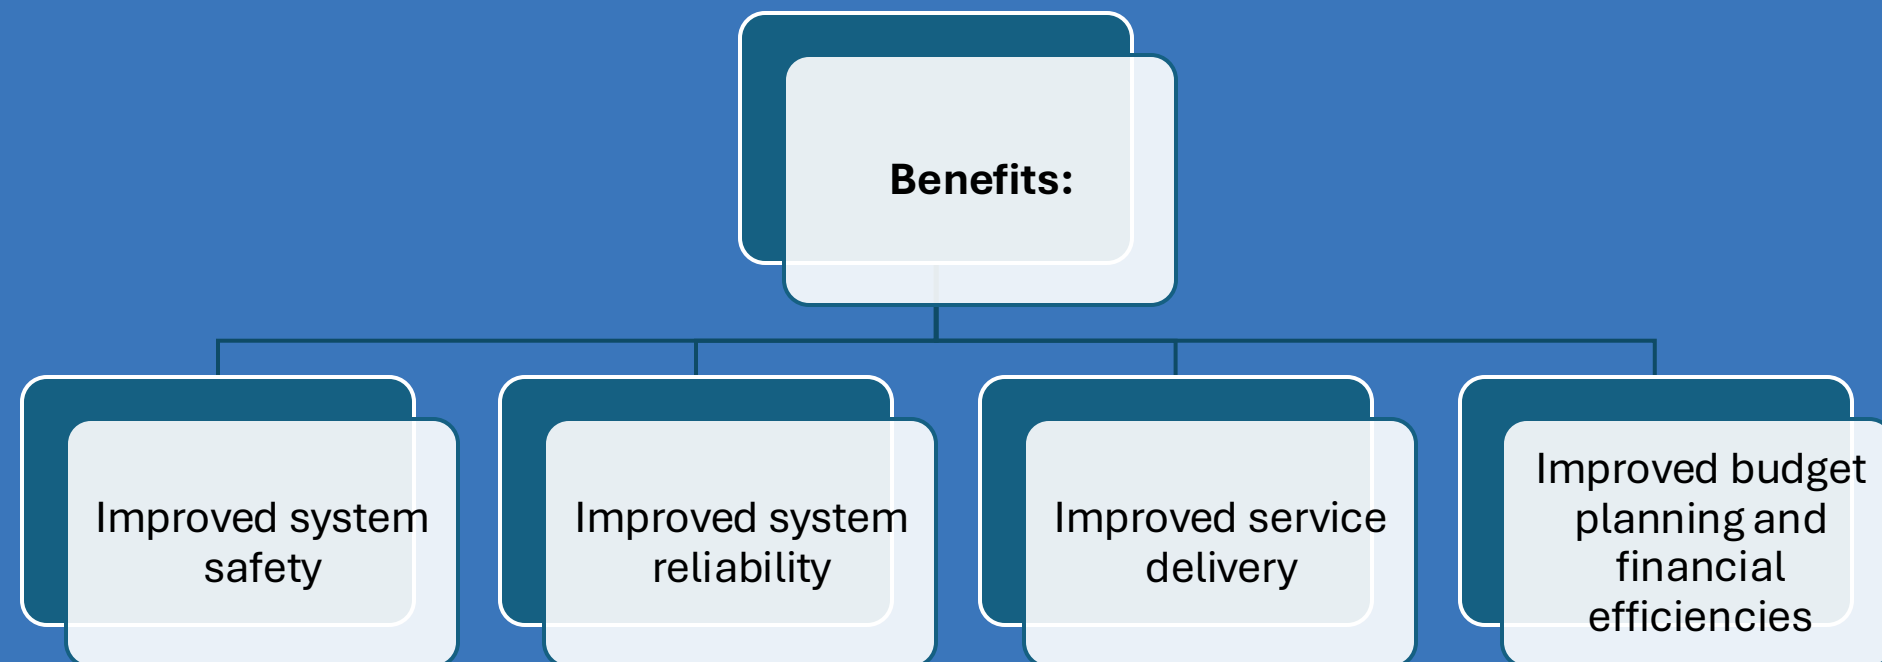 Benefits:
Improved system
safety
Improved system
reliability
Improved service
delivery
Improved budget
planning and
financial
efficiencies